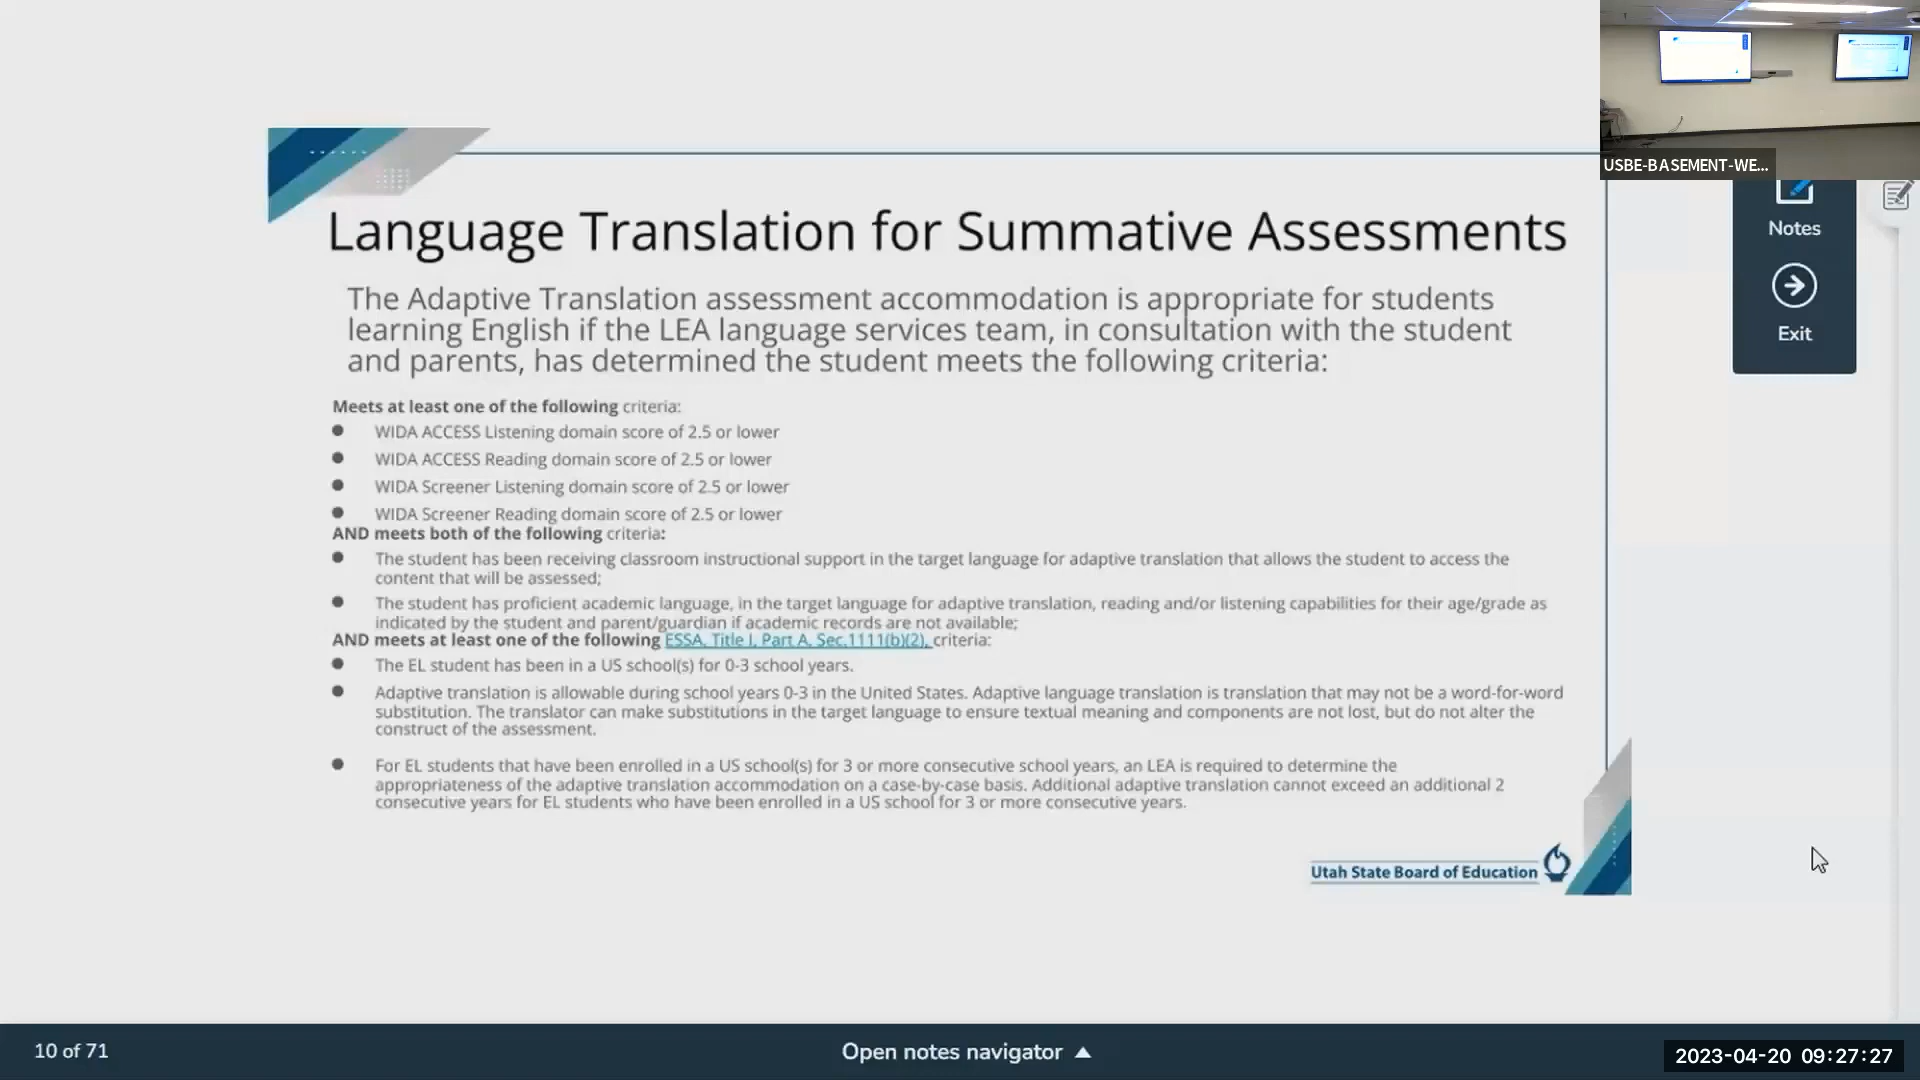 USBE-BASEMENT-WE...
Notes
Exit
Language Translation for Summative Assessments
The Adaptive Translation assessment accommodation is appropriate for students
learning English if the LEA language services team, in consultation with the student
and parents, has determined the student meets the following criteria:
Meets at least one of the following criteria:
● WIDA ACCESS Listening domain score of 2.5 or lower
● WIDA ACCESS Reading domain score of 2.5 or lower
● WIDA Screener Listening domain score of 2.5 or lower
● WIDA Screener Reading domain score of 2.5 or lower
AND meets both of the following criteria:
● The student has been receiving classroom instructional support in the target language for adaptive translation that allows the student to access the
content that will be assessed;
● The student has proficient academic language, in the target language for adaptive translation, reading and/or listening capabilities for their age/grade as
indicated by the student and parent/guardian if academic records are not available;
AND meets at least one of the following ESSA, Title I, Part A, Sec.1111(b)(2), criteria:
● The EL student has been in a US school(s) for 0-3 school years.
● Adaptive translation is allowable during school years 0-3 in the United States. Adaptive language translation is translation that may not be a word-for-word
substitution. The translator can make substitutions in the target language to ensure textual meaning and components are not lost, but do not alter the
construct of the assessment.
● For EL students that have been enrolled in a US school(s) for 3 or more consecutive school years, an LEA is required to determine the
appropriateness of the adaptive translation accommodation on a case-by-case basis. Additional adaptive translation cannot exceed an additional 2
consecutive years for EL students who have been enrolled in a US school for 3 or more consecutive years.
Utah State Board of Education
10 of 71
Open notes navigator ▲
2023-04-20 09:27:27